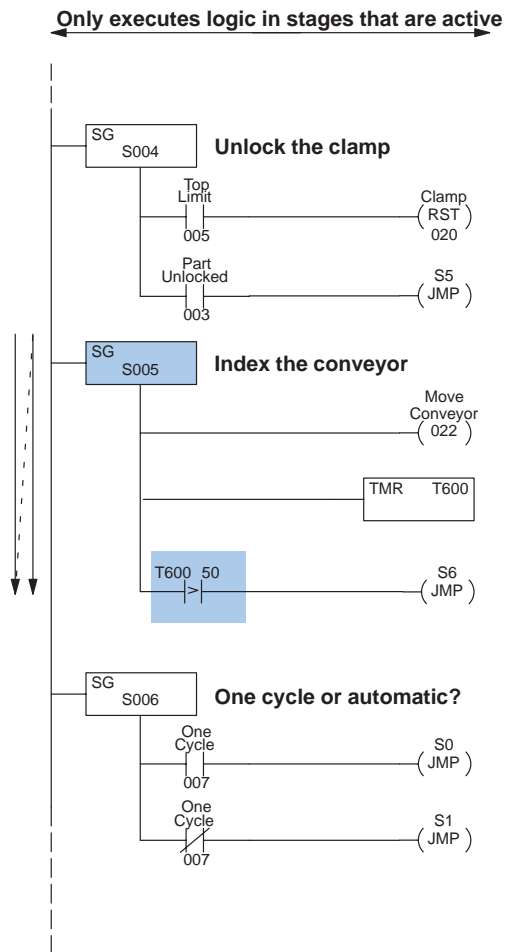 Only executes logic in stages that are active
SG
S004
Unlock the clamp
Top
Limit
005
Clamp
RST
020
Part
Unlocked
003
S5
JMP
SG
S005
Index the conveyor
Move
Conveyor
022
TMR T600
T600 50
>
S6
JMP
SG
S006
One cycle or automatic?
One
Cycle
007
S0
JMP
One
Cycle
007
S1
JMP